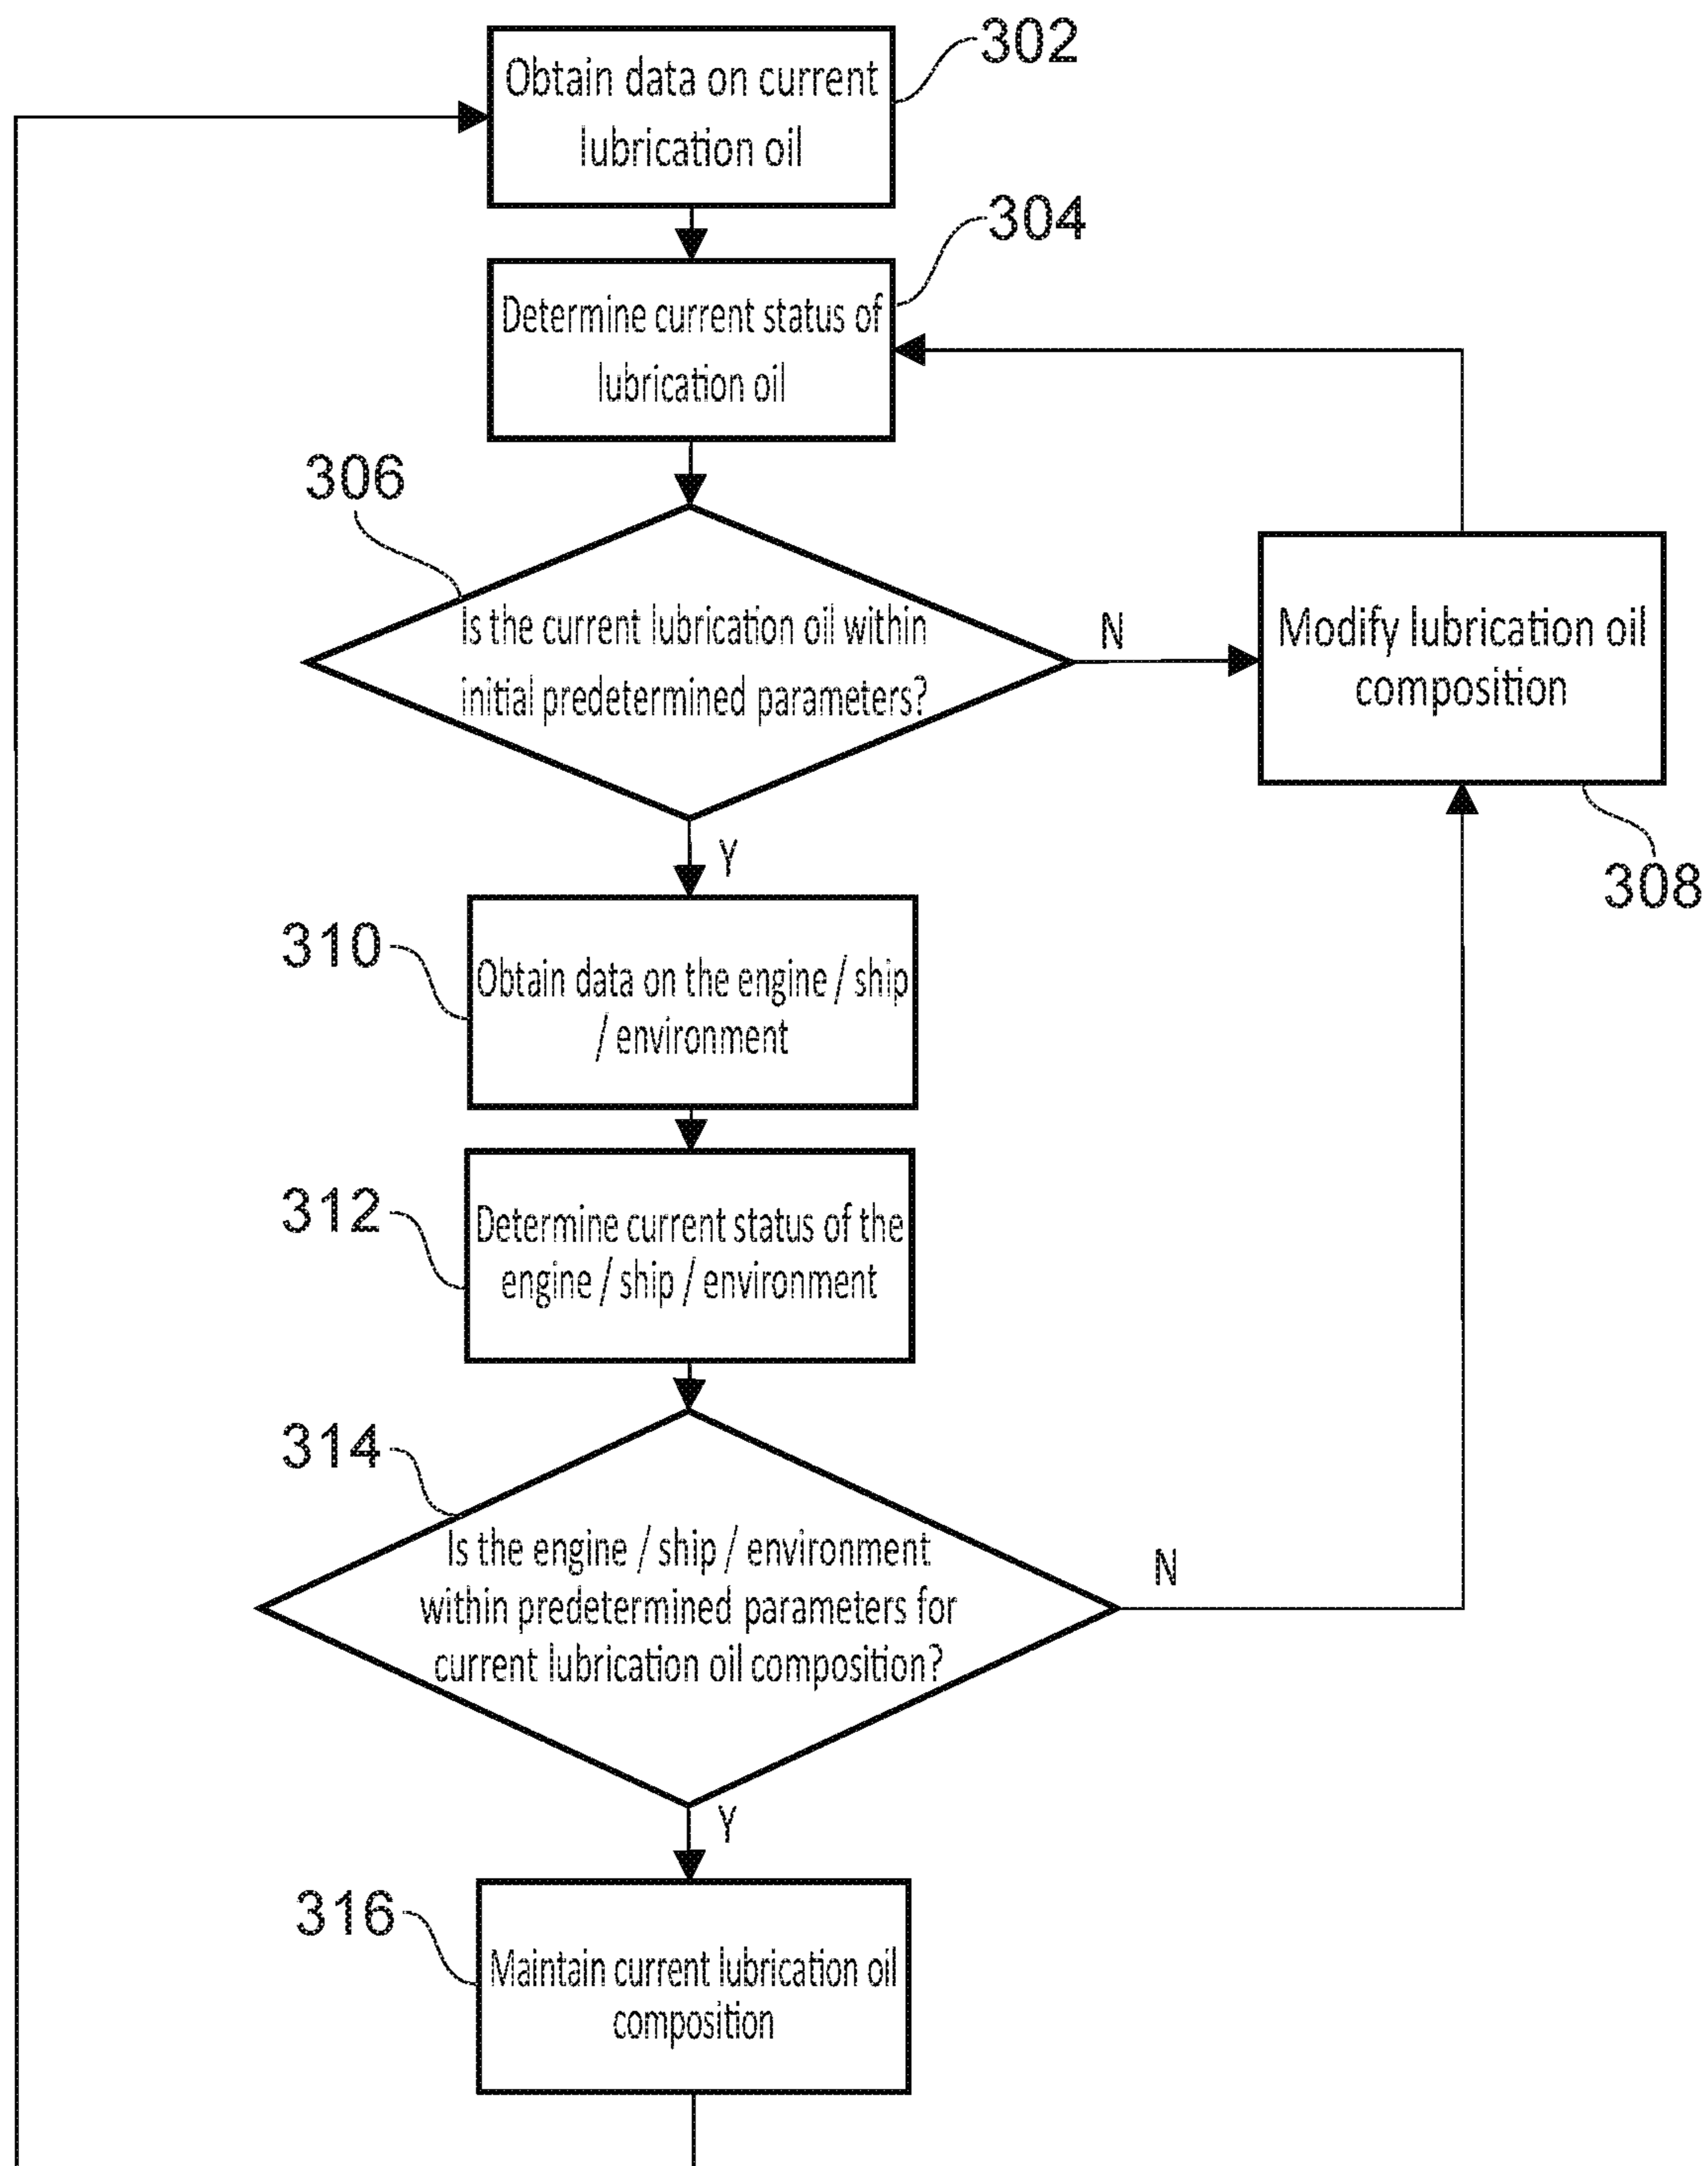 302
Obtain data on current
lubrication oil
304
Determine current status of
lubrication oil
306
Is the current lubrication oil within
initial predetermined parameters?
N
Modify lubrication oil
composition
308
Y
310
Obtain data on the engine / ship
/ environment
312
Determine current status of the
engine / ship / environment
314
Is the engine / ship / environment
within predetermined parameters for
current lubrication oil composition?
N
Y
316
Maintain current lubrication oil
composition